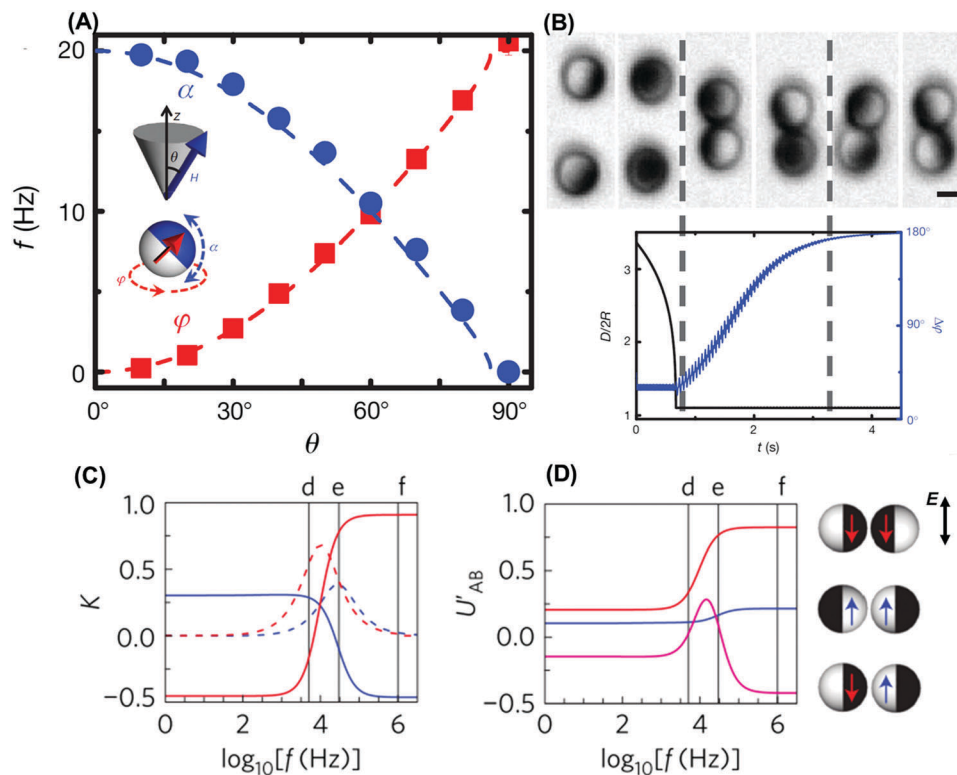 (A)
f (Hz)
20
10
0
α
z
θ
H
α
φ
φ
0°
30°
60°
90°
θ
(B)
D/2R
3
2
1
180°
90°
0°
Δφ
0
2
4
t (s)
(C)
d
e
f
K
1.0
0.5
0.0
−0.5
0
2
4
6
log10[f (Hz)]
(D)
d
e
f
U′AB
1.0
0.5
0.0
−0.5
0
2
4
6
log10[f (Hz)]
E